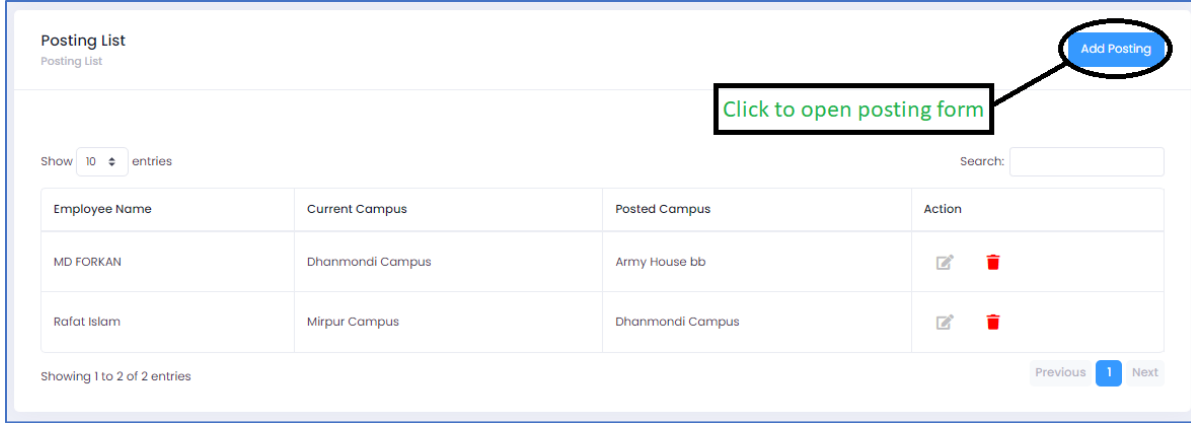 Posting List
Posting List
Add Posting
Click to open posting form
Show 10 entries
Search:
Employee Name Current Campus Posted Campus Action
MD FORKAN Dhanmondi Campus Army House bb
Rafat Islam Mirpur Campus Dhanmondi Campus
Showing 1 to 2 of 2 entries
Previous 1 Next